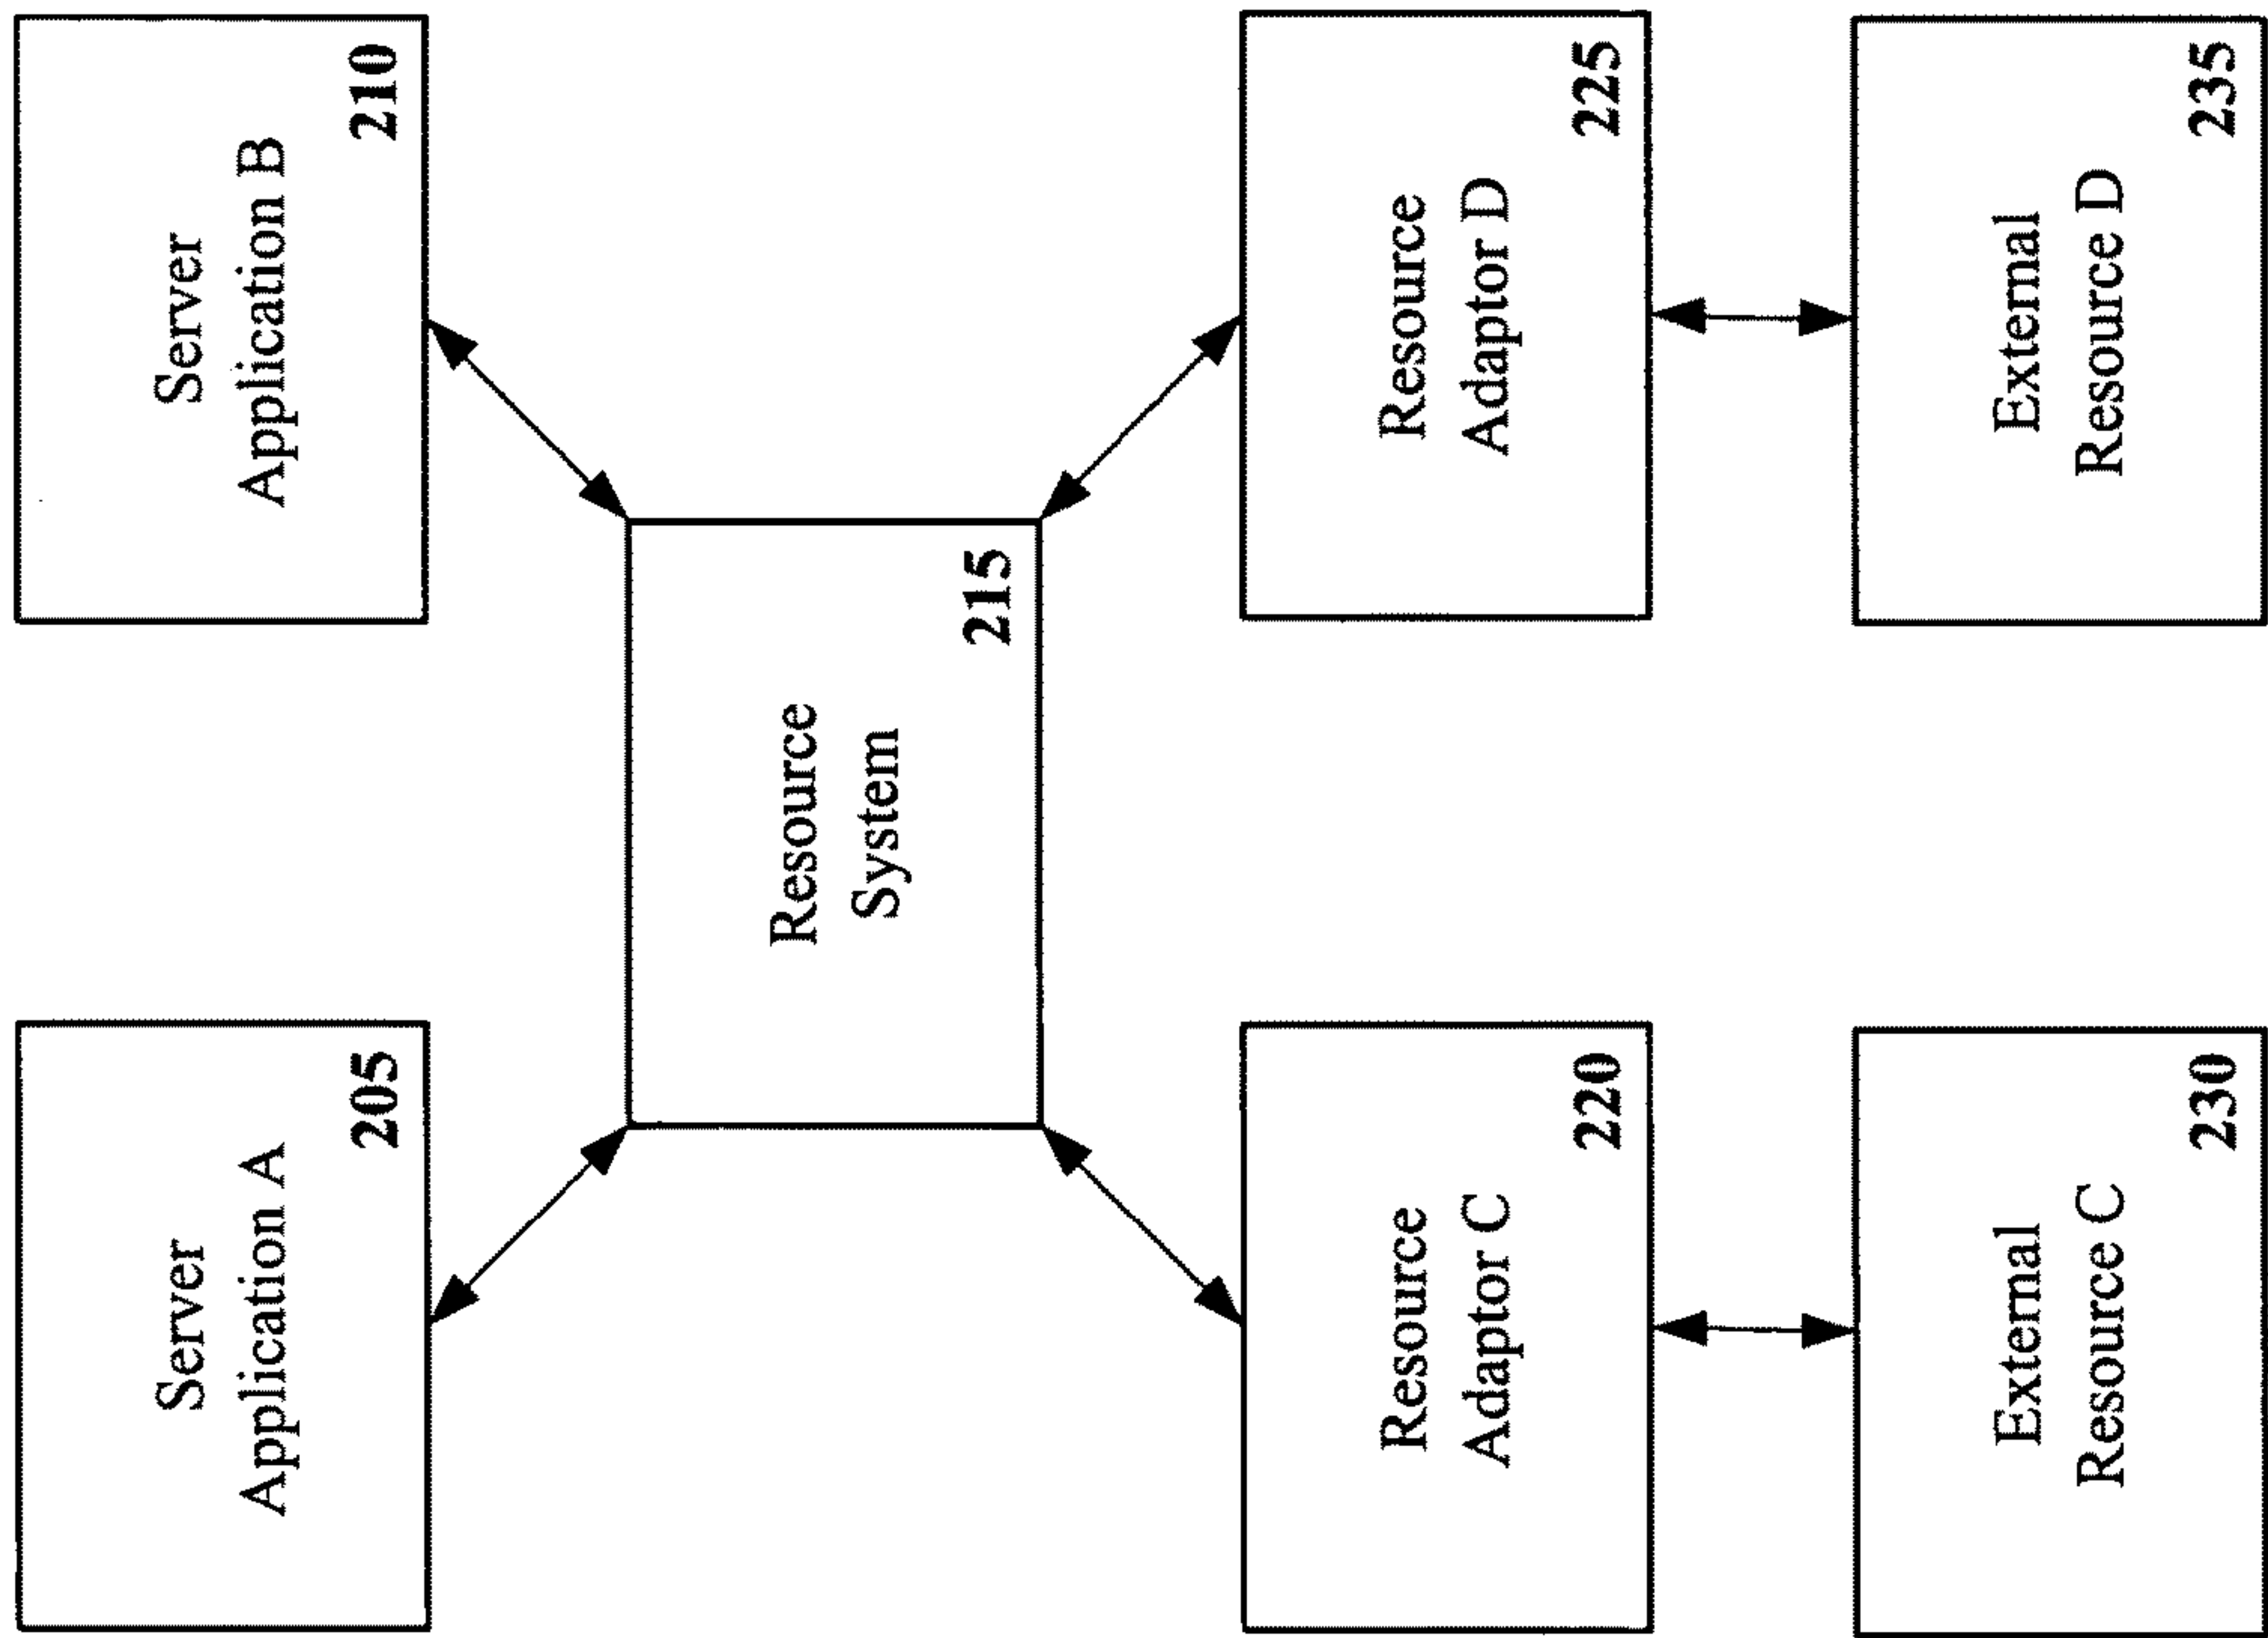 Server
Application A
205
Server
Application B
210
Resource
System
215
Resource
Adaptor C
220
Resource
Adaptor D
225
External
Resource C
230
External
Resource D
235